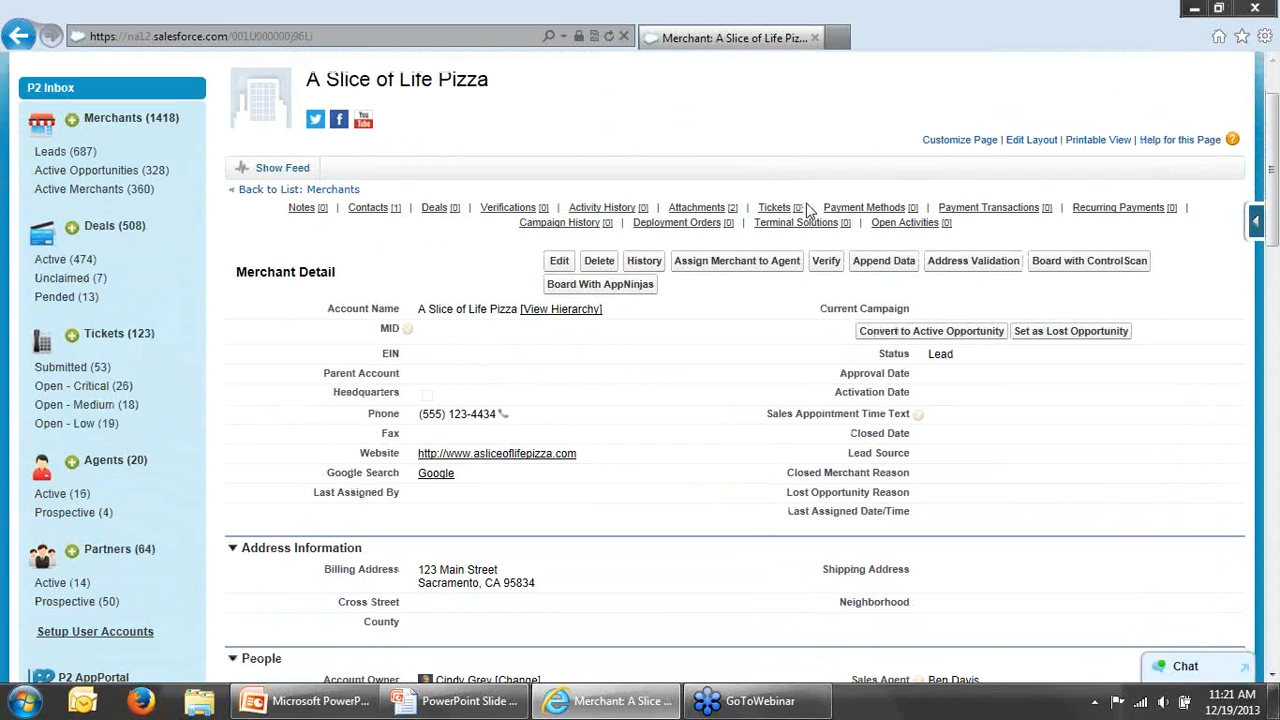 https://na12.salesforce.com/001U000000j96Li
Merchant: A Slice of Life Piz...
P2 Inbox
Merchants (1418)
Leads (687)
Active Opportunities (328)
Active Merchants (360)
Deals (508)
Active (474)
Unclaimed (7)
Pended (13)
Tickets (123)
Submitted (53)
Open - Critical (26)
Open - Medium (18)
Open - Low (19)
Agents (20)
Active (16)
Prospective (4)
Partners (64)
Active (14)
Prospective (50)
Setup User Accounts
P2 AppPortal
A Slice of Life Pizza
You Tube
Customize Page | Edit Layout | Printable View | Help for this Page
Show Feed
« Back to List: Merchants
Notes [0] | Contacts [1] | Deals [0] | Verifications [0] | Activity History [0] | Attachments [2] | Tickets [0] | Payment Methods [0] | Payment Transactions [0] | Recurring Payments [0] |
Campaign History [0] | Deployment Orders [0] | Terminal Solutions [0] | Open Activities [0]
Merchant Detail
Edit Delete History Assign Merchant to Agent Verify Append Data Address Validation Board with ControlScan
Board With AppNinjas
Account Name A Slice of Life Pizza [View Hierarchy] Current Campaign
MID Convert to Active Opportunity Set as Lost Opportunity
EIN Status Lead
Parent Account Approval Date
Headquarters Activation Date
Phone (555) 123-4434 Sales Appointment Time Text
Fax Closed Date
Website http://www.asliceoflifepizza.com Lead Source
Google Search Google Closed Merchant Reason
Last Assigned By Lost Opportunity Reason
Last Assigned Date/Time
Address Information
Billing Address 123 Main Street Shipping Address
Sacramento, CA 95834
Cross Street Neighborhood
County
People
Account Owner Cindy Grey [Change] Sales Agent Ben Davis
Chat
Microsoft PowerP... PowerPoint Slide ... Merchant: A Slice ... GoToWebinar
11:21 AM
12/19/2013